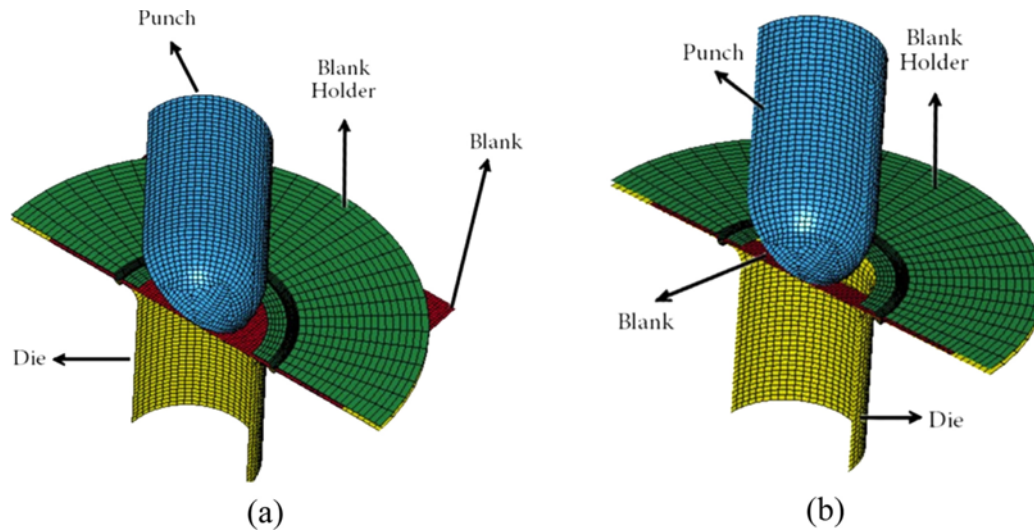 Punch
Blank
Holder
Blank
Die
(a)
Punch
Blank
Holder
Blank
Die
(b)